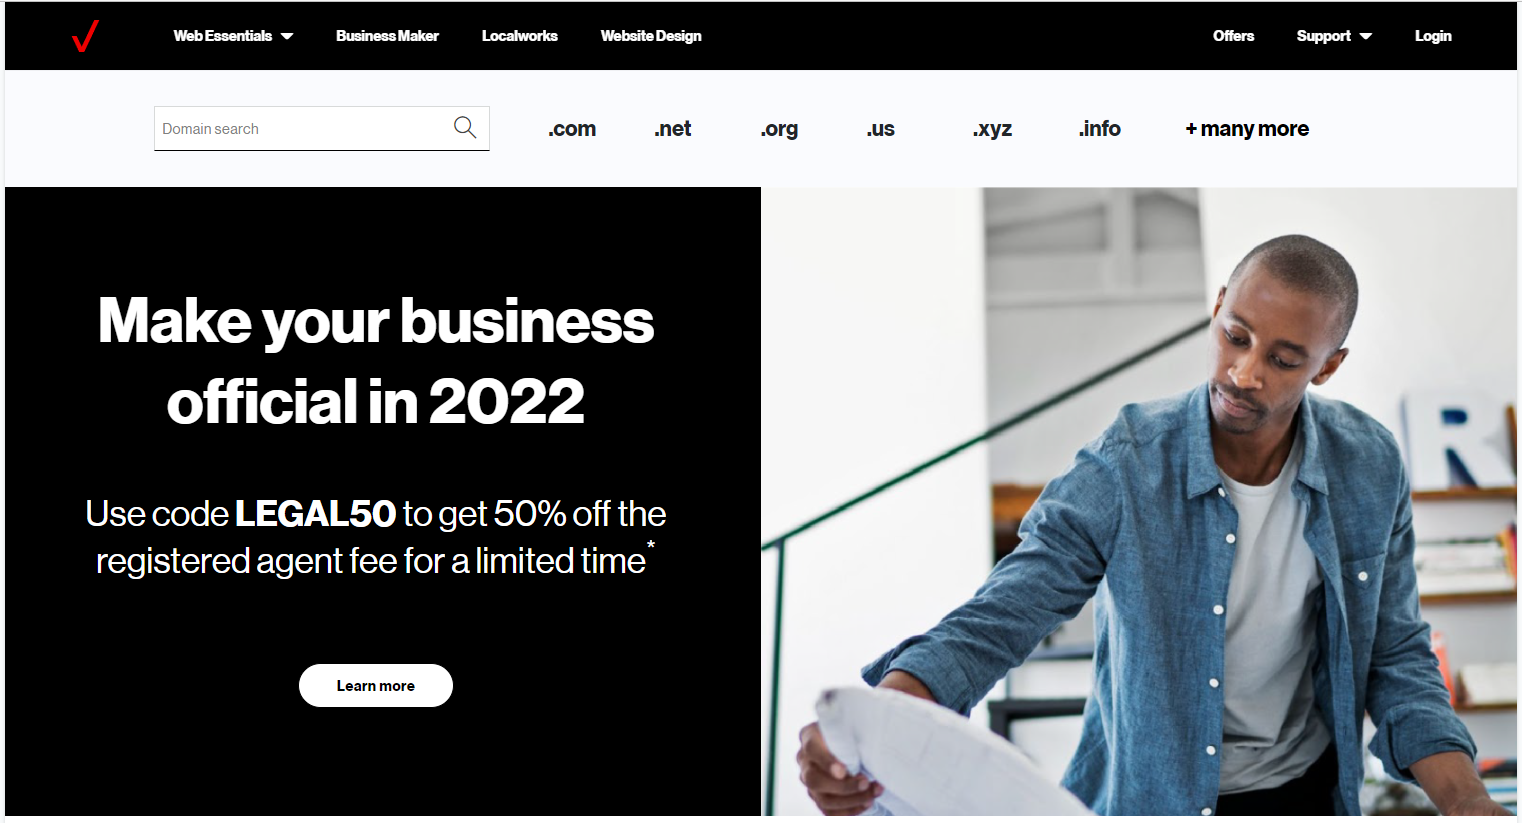 Web Essentials
Business Maker
Localworks
Website Design
Offers
Support
Login
Domain search
.com
.net
.org
.us
.xyz
.info
+ many more
Make your business
official in 2022
Use code LEGAL50 to get 50% off the
registered agent fee for a limited time*
Learn more
R